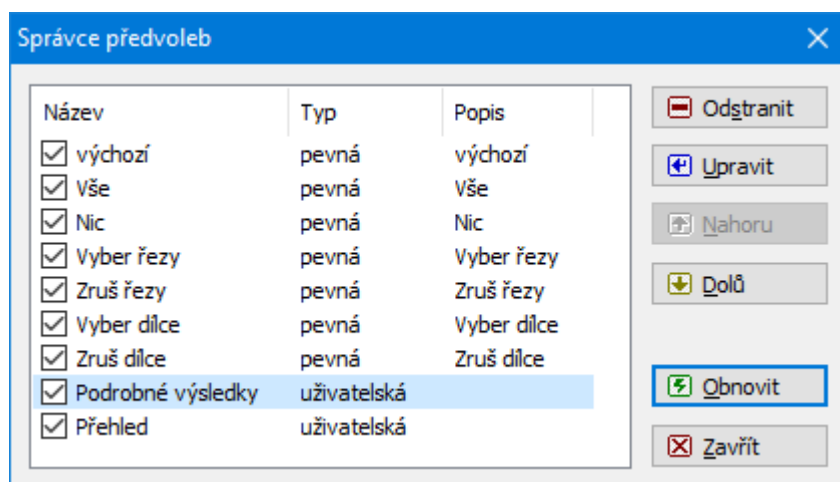 Správce předvoleb
Název Typ Popis
výchozí pevná výchozí
Vše pevná Vše
Nic pevná Nic
Vyber řezy pevná Vyber řezy
Zruš řezy pevná Zruš řezy
Vyber dílce pevná Vyber dílce
Zruš dílce pevná Zruš dílce
Podrobné výsledky uživatelská
Přehled uživatelská
Odstranit
Upravit
Nahoru
Dolů
Obnovit
Zavřít